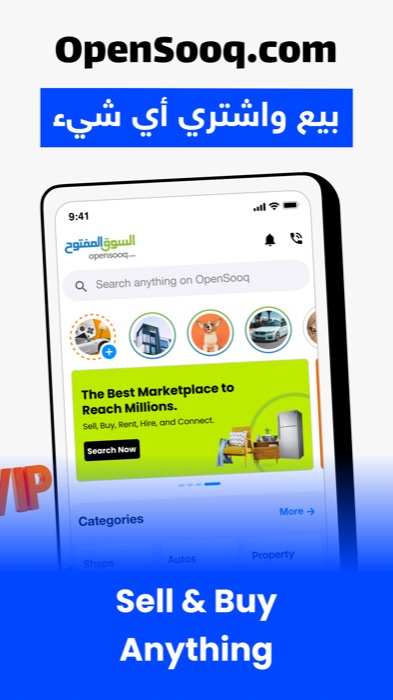 OpenSooq.com
بيع واشتري أي شيء
9:41
السوق المفتوح
opensooq.com
Search anything on OpenSooq
The Best Marketplace to
Reach Millions.
Sell, Buy, Rent, Hire, and Connect.
Search Now
VIP
Categories
More →
Shops
Autos
Property
Sell & Buy
Anything